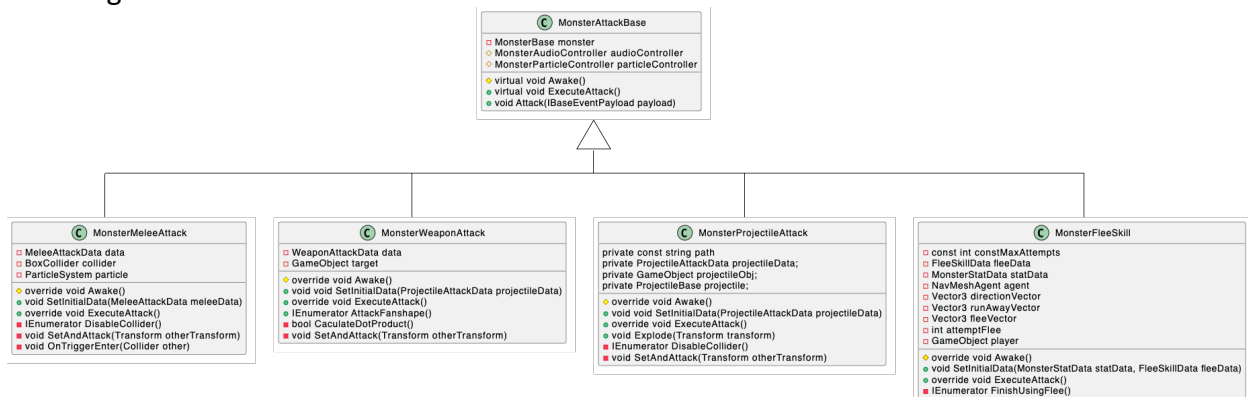 C MonsterAttackBase
MonsterBase monster
MonsterAudioController audioController
MonsterParticleController particleController
virtual void Awake()
virtual void ExecuteAttack()
void Attack(IBaseEventPayload payload)
C MonsterMeleeAttack
MeleeAttackData data
BoxCollider collider
ParticleSystem particle
override void Awake()
void SetInitialData(MeleeAttackData meleeData)
override void ExecuteAttack()
IEnumerator DisableCollider()
void SetAndAttack(Transform otherTransform)
void OnTriggerEnter(Collider other)
C MonsterWeaponAttack
WeaponAttackData data
GameObject target
override void Awake()
void void SetInitialData(ProjectileAttackData projectileData)
override void ExecuteAttack()
IEnumerator AttackFanshape()
bool CaculateDotProduct()
void SetAndAttack(Transform otherTransform)
C MonsterProjectileAttack
private const string path
private ProjectileAttackData projectileData;
private GameObject projectileObj;
private ProjectileBase projectile;
override void Awake()
void void SetInitialData(ProjectileAttackData projectileData)
override void ExecuteAttack()
void Explode(Transform transform)
IEnumerator DisableCollider()
void SetAndAttack(Transform otherTransform)
C MonsterFleeSkill
const int constMaxAttempts
FleeSkillData fleeData
MonsterStatData statData
NavMeshAgent agent
Vector3 directionVector
Vector3 runAwayVector
Vector3 fleeVector
int attemptFlee
GameObject player
override void Awake()
void SetInitialData(MonsterStatData statData, FleeSkillData fleeData)
override void ExecuteAttack()
IEnumerator FinishUsingFlee()